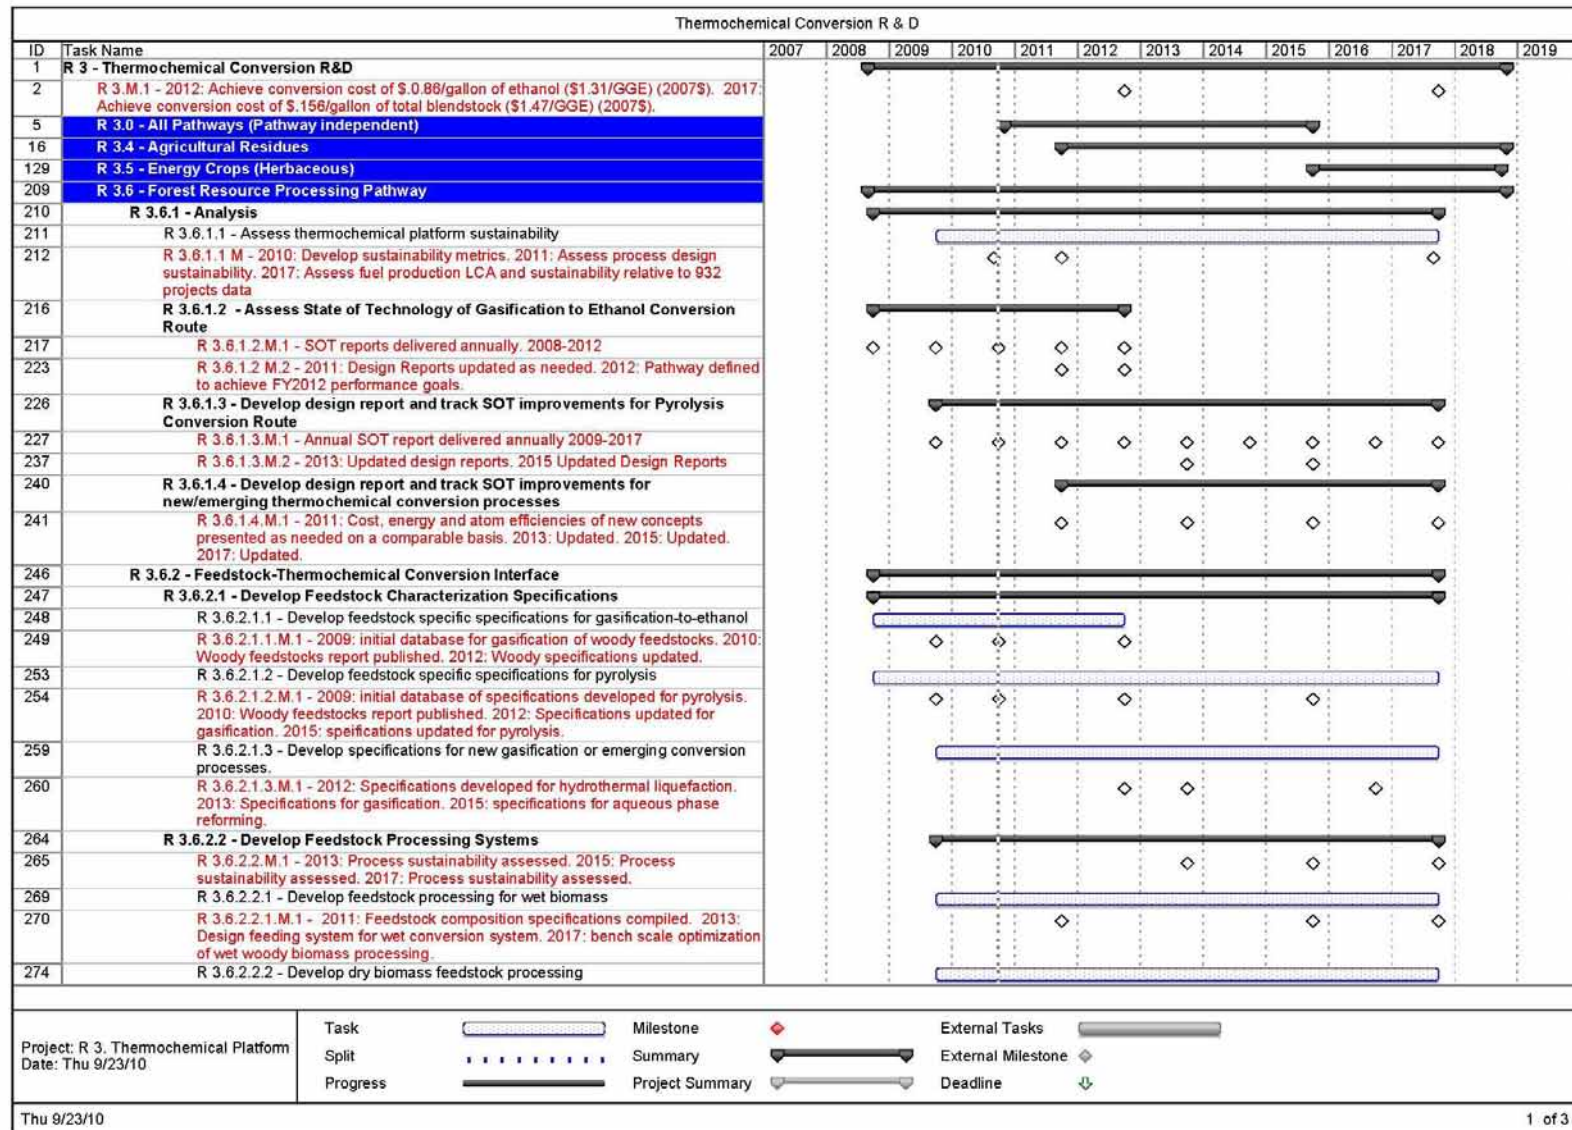 Thermochemical Conversion R & D
ID Task Name 2007 2008 2009 2010 2011 2012 2013 2014 2015 2016 2017 2018 2019
1 R 3 - Thermochemical Conversion R&D
2 R 3.M.1 - 2012: Achieve conversion cost of $.0.86/gallon of ethanol ($1.31/GGE) (2007$). 2017:
Achieve conversion cost of $.156/gallon of total blendstock ($1.47/GGE) (2007$).
5 R 3.0 - All Pathways (Pathway independent)
16 R 3.4 - Agricultural Residues
129 R 3.5 - Energy Crops (Herbaceous)
209 R 3.6 - Forest Resource Processing Pathway
210 R 3.6.1 - Analysis
211 R 3.6.1.1 - Assess thermochemical platform sustainability
212 R 3.6.1.1 M - 2010: Develop sustainability metrics. 2011: Assess process design
sustainability. 2017: Assess fuel production LCA and sustainability relative to 932
projects data
216 R 3.6.1.2 - Assess State of Technology of Gasification to Ethanol Conversion
Route
217 R 3.6.1.2.M.1 - SOT reports delivered annually. 2008-2012
223 R 3.6.1.2 M.2 - 2011: Design Reports updated as needed. 2012: Pathway defined
to achieve FY2012 performance goals.
226 R 3.6.1.3 - Develop design report and track SOT improvements for Pyrolysis
Conversion Route
227 R 3.6.1.3.M.1 - Annual SOT report delivered annually 2009-2017
237 R 3.6.1.3.M.2 - 2013: Updated design reports. 2015 Updated Design Reports
240 R 3.6.1.4 - Develop design report and track SOT improvements for
new/emerging thermochemical conversion processes
241 R 3.6.1.4.M.1 - 2011: Cost, energy and atom efficiencies of new concepts
presented as needed on a comparable basis. 2013: Updated. 2015: Updated.
2017: Updated.
246 R 3.6.2 - Feedstock-Thermochemical Conversion Interface
247 R 3.6.2.1 - Develop Feedstock Characterization Specifications
248 R 3.6.2.1.1 - Develop feedstock specific specifications for gasification-to-ethanol
249 R 3.6.2.1.1.M.1 - 2009: initial database for gasification of woody feedstocks. 2010:
Woody feedstocks report published. 2012: Woody specifications updated.
253 R 3.6.2.1.2 - Develop feedstock specific specifications for pyrolysis
254 R 3.6.2.1.2.M.1 - 2009: initial database of specifications developed for pyrolysis.
2010: Woody feedstocks report published. 2012: Specifications updated for
gasification. 2015: speifications updated for pyrolysis.
259 R 3.6.2.1.3 - Develop specifications for new gasification or emerging conversion
processes.
260 R 3.6.2.1.3.M.1 - 2012: Specifications developed for hydrothermal liquefaction.
2013: Specifications for gasification. 2015: specifications for aqueous phase
reforming.
264 R 3.6.2.2 - Develop Feedstock Processing Systems
265 R 3.6.2.2.M.1 - 2013: Process sustainability assessed. 2015: Process
sustainability assessed. 2017: Process sustainability assessed.
269 R 3.6.2.2.1 - Develop feedstock processing for wet biomass
270 R 3.6.2.2.1.M.1 - 2011: Feedstock composition specifications compiled. 2013:
Design feeding system for wet conversion system. 2017: bench scale optimization
of wet woody biomass processing.
274 R 3.6.2.2.2 - Develop dry biomass feedstock processing
Project: R 3. Thermochemical Platform
Date: Thu 9/23/10
Task Milestone External Tasks
Split Summary External Milestone
Progress Project Summary Deadline
Thu 9/23/10 1 of 3